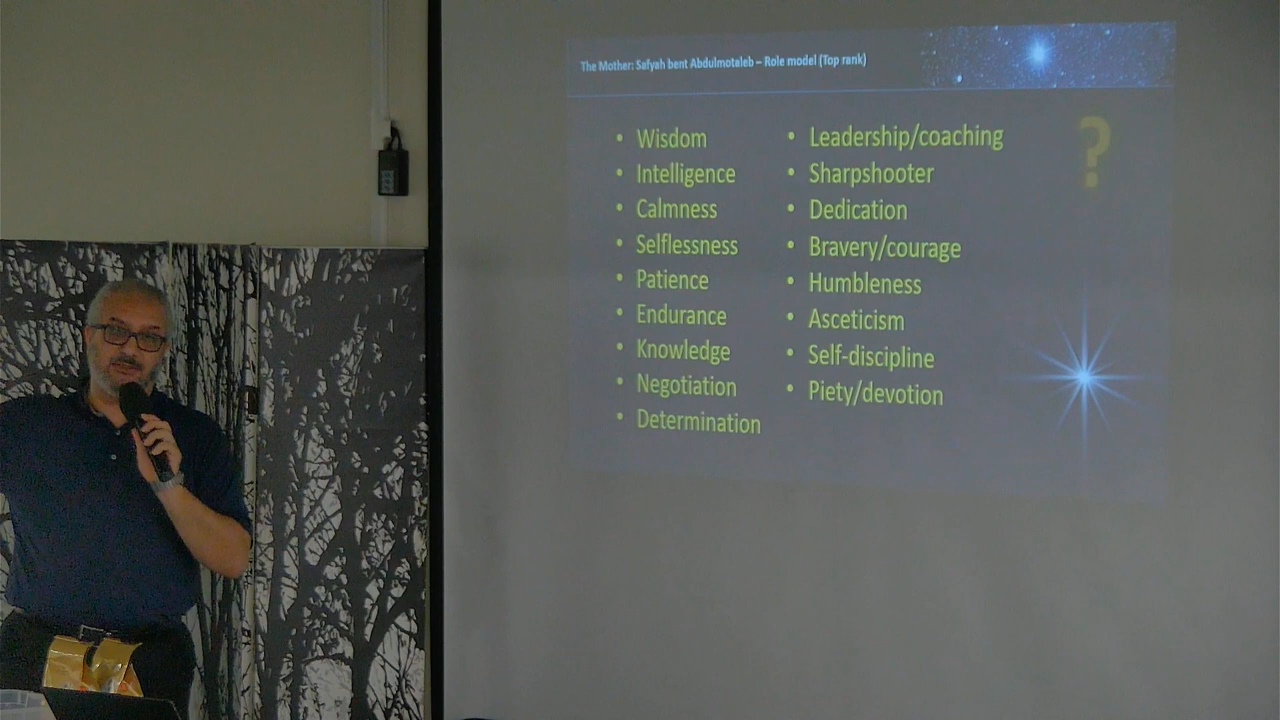 The Mother: Safyah bent Abdulmotaleb – Role model (Top rank)
• Wisdom
• Intelligence
• Calmness
• Selflessness
• Patience
• Endurance
• Knowledge
• Negotiation
• Determination
• Leadership/coaching
• Sharpshooter
• Dedication
• Bravery/courage
• Humbleness
• Asceticism
• Self-discipline
• Piety/devotion
?